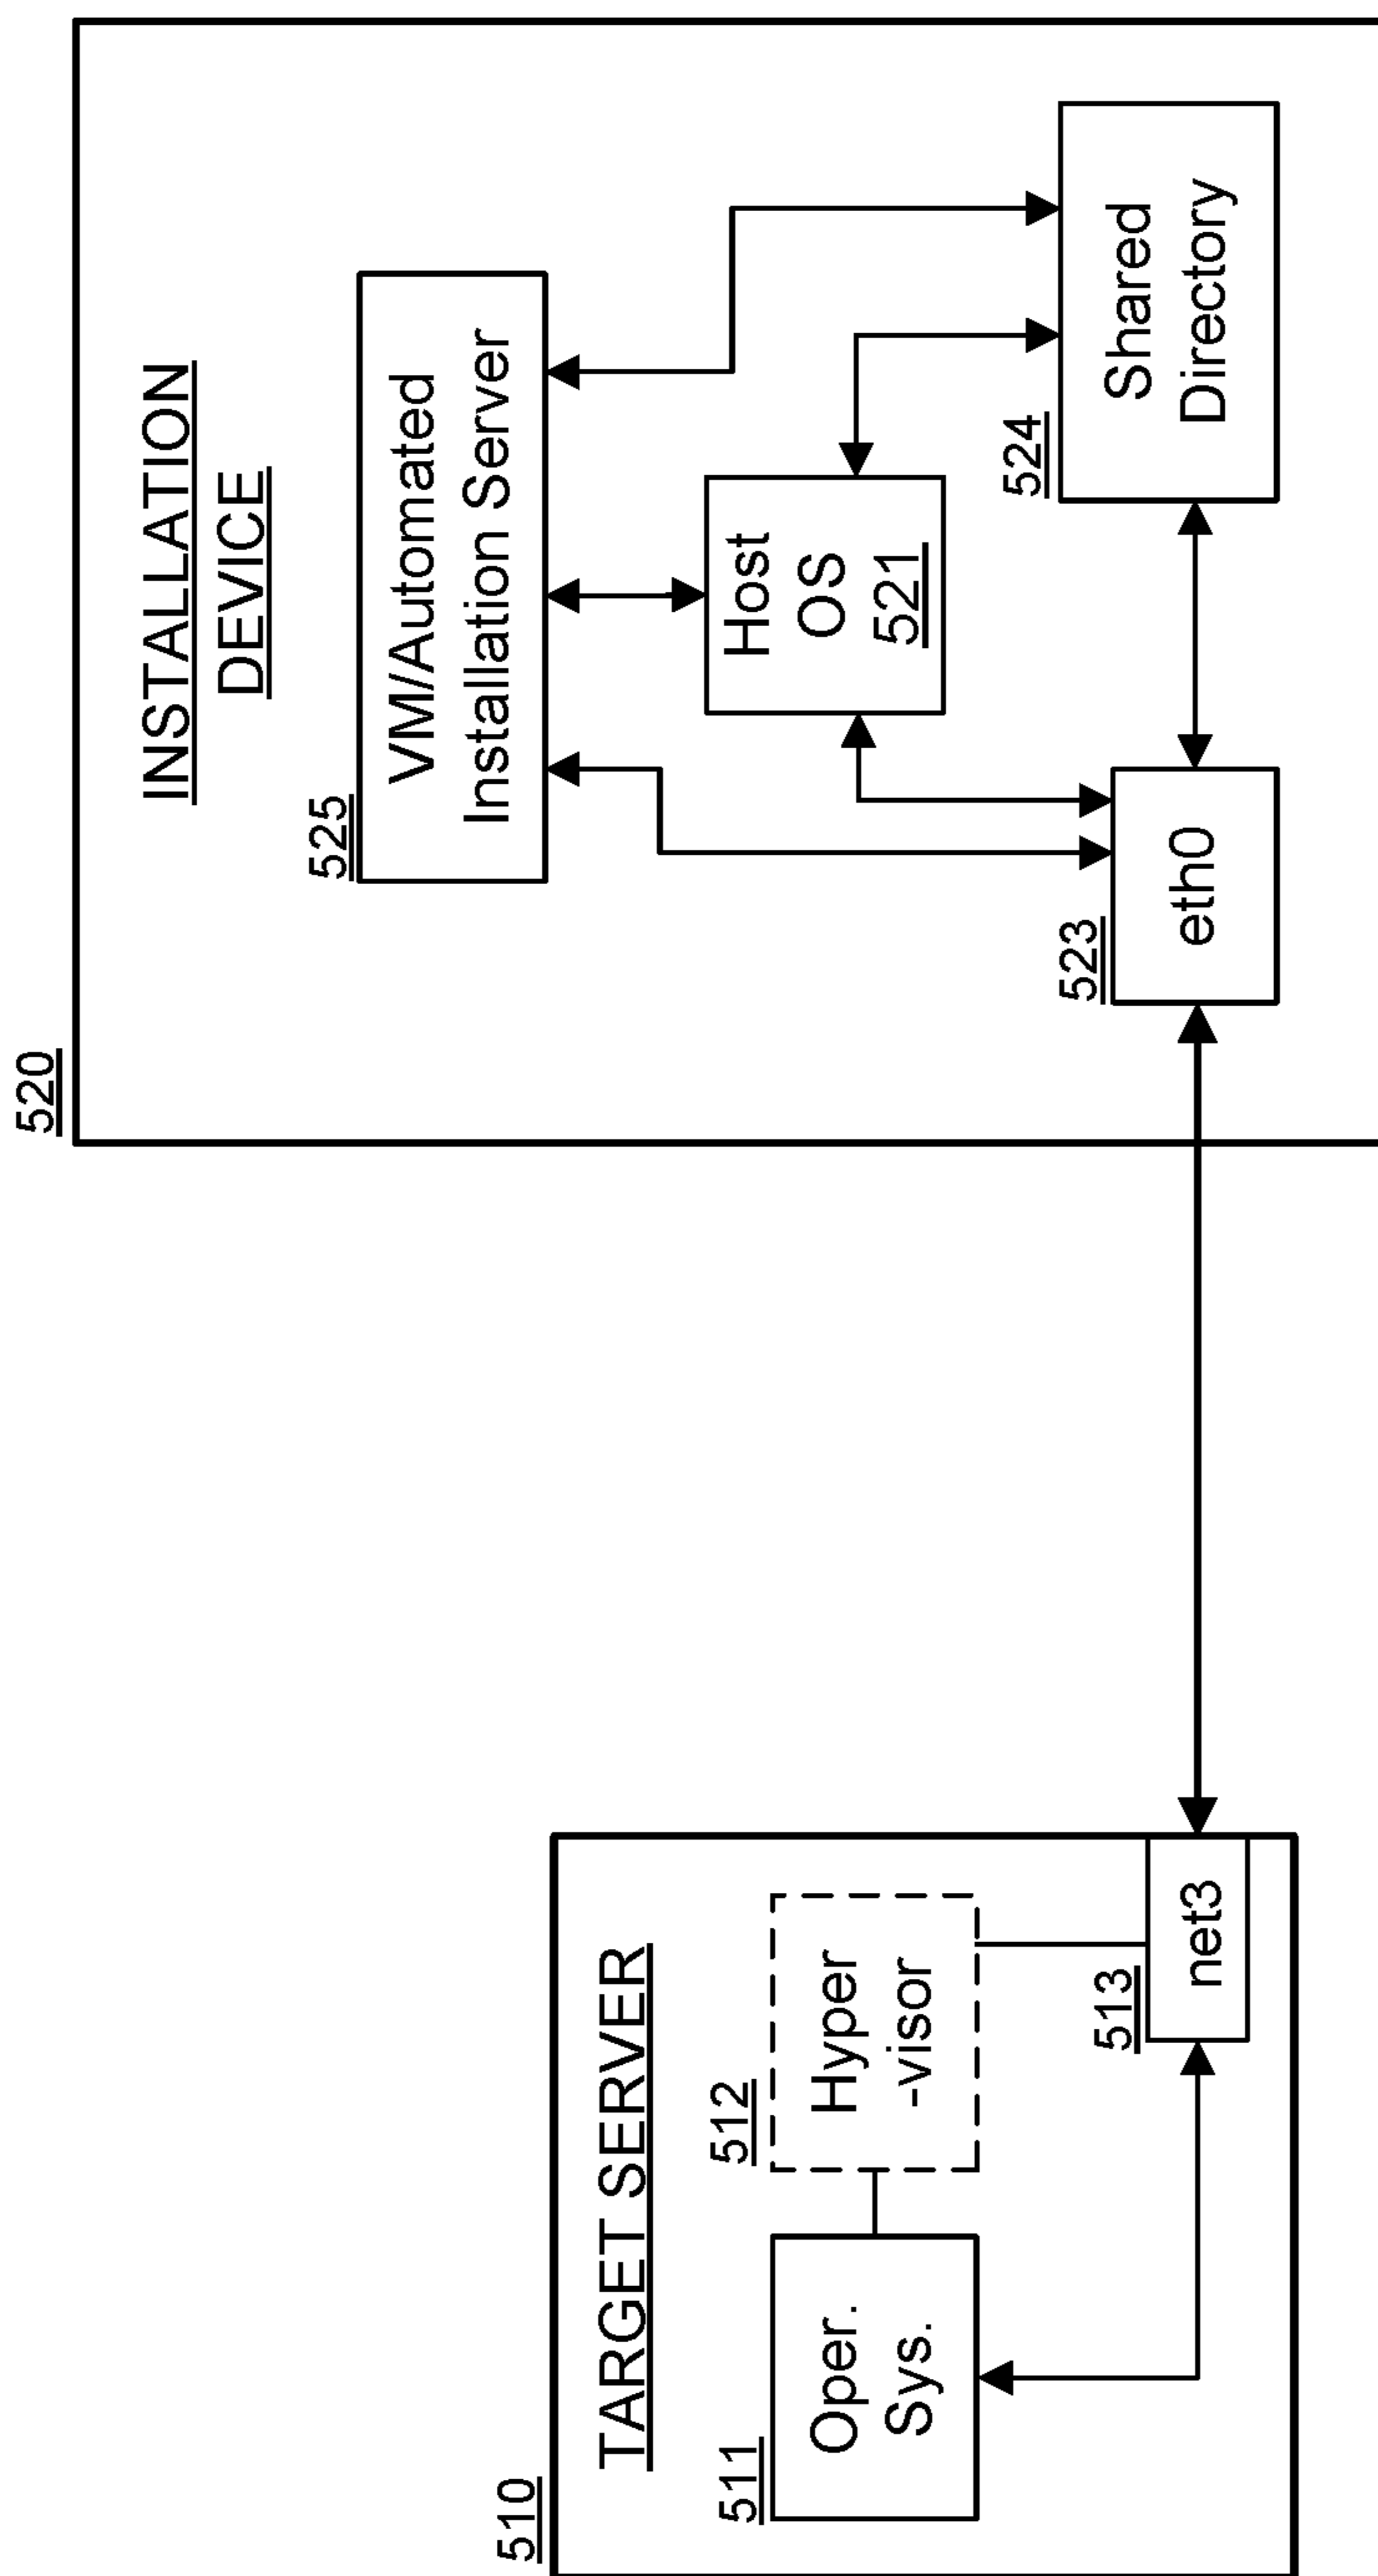 510
TARGET SERVER
511
Oper.
Sys.
512
Hyper
-visor
513
net3
520
INSTALLATION
DEVICE
525
VM/Automated
Installation Server
Host
OS
521
523
eth0
524
Shared
Directory